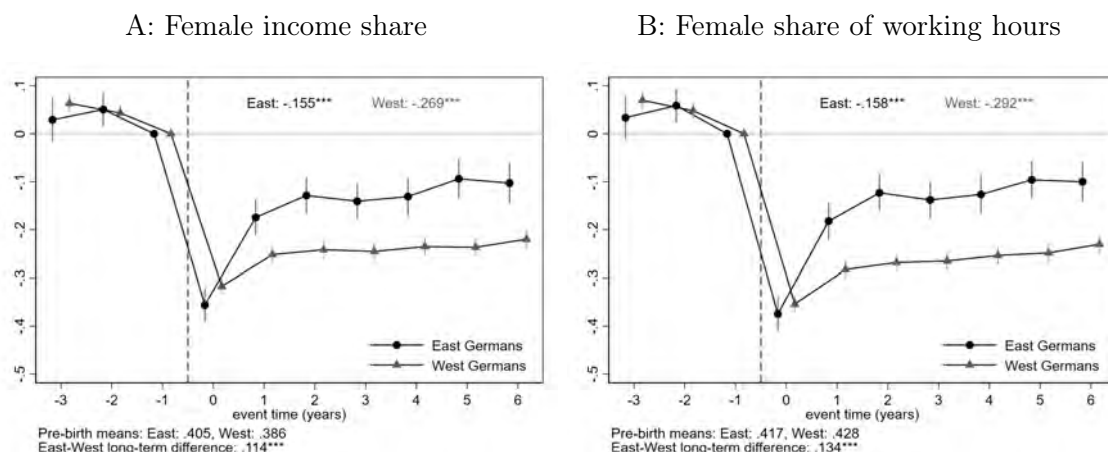 A: Female income share
East: -.155*** West: -.269***
.1
0
-.1
-.2
-.3
-.4
-.5
East Germans
West Germans
-3 -2 -1 0 1 2 3 4 5 6
event time (years)
Pre-birth means: East: .405, West: .386
East-West long-term difference: .114***
B: Female share of working hours
East: -.158*** West: -.292***
.1
0
-.1
-.2
-.3
-.4
-.5
East Germans
West Germans
-3 -2 -1 0 1 2 3 4 5 6
event time (years)
Pre-birth means: East: .417, West: .428
East-West long-term difference: .134***